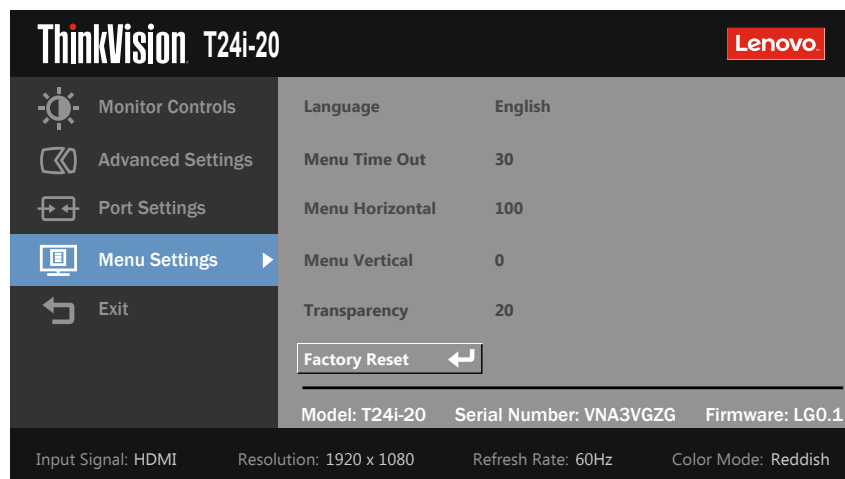 ThinkVision T24i-20
Lenovo
Monitor Controls
Advanced Settings
Port Settings
Menu Settings
Exit
Language English
Menu Time Out 30
Menu Horizontal 100
Menu Vertical 0
Transparency 20
Factory Reset
Model: T24i-20 Serial Number: VNA3VGZG Firmware: LG0.1
Input Signal: HDMI Resolution: 1920 x 1080 Refresh Rate: 60Hz Color Mode: Reddish